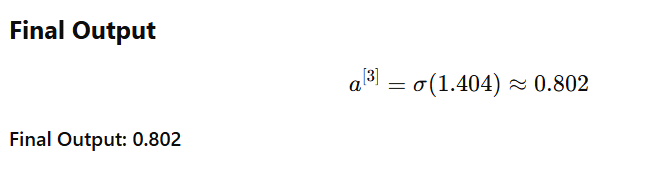 Final Output
a[3] = σ(1.404) ≈ 0.802
Final Output: 0.802